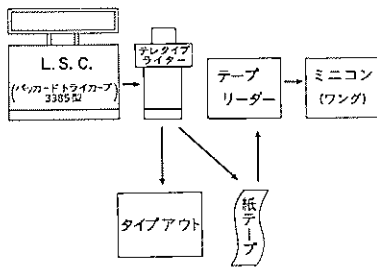 L.S.C.
(パッカードトライカーブ
3385型)
テレタイプ
ライター
テープ
リーダー
ミニコン
(ワング)
タイプアウト
紙テープ